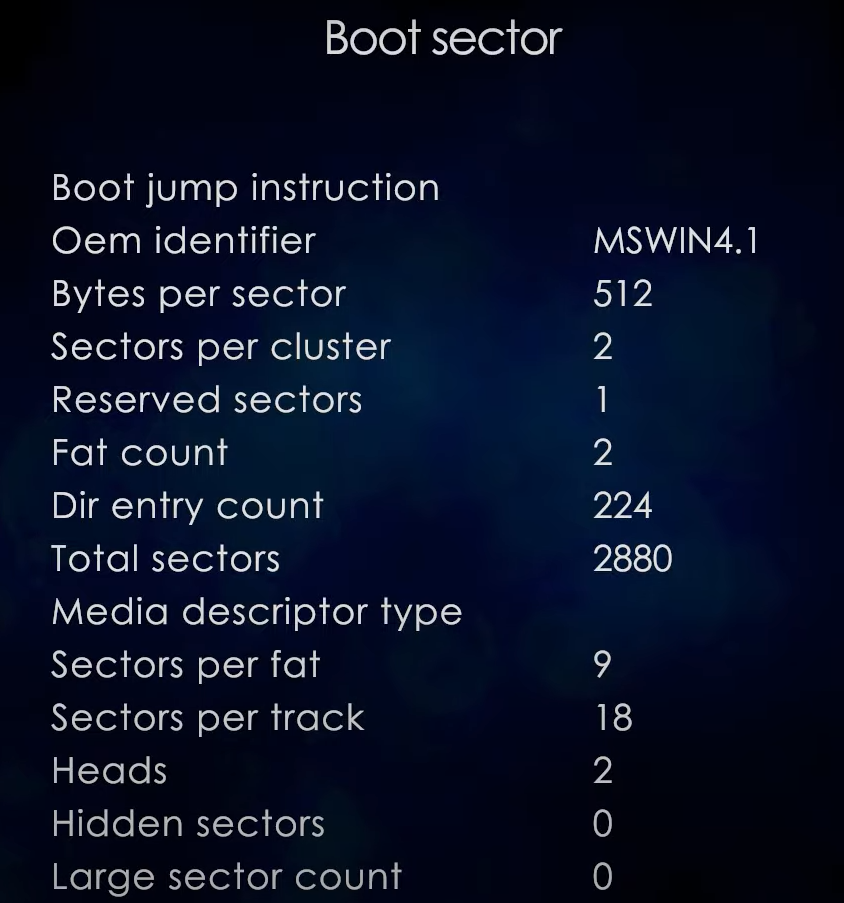 Boot sector
Boot jump instruction
Oem identifier MSWIN4.1
Bytes per sector 512
Sectors per cluster 2
Reserved sectors 1
Fat count 2
Dir entry count 224
Total sectors 2880
Media descriptor type
Sectors per fat 9
Sectors per track 18
Heads 2
Hidden sectors 0
Large sector count 0